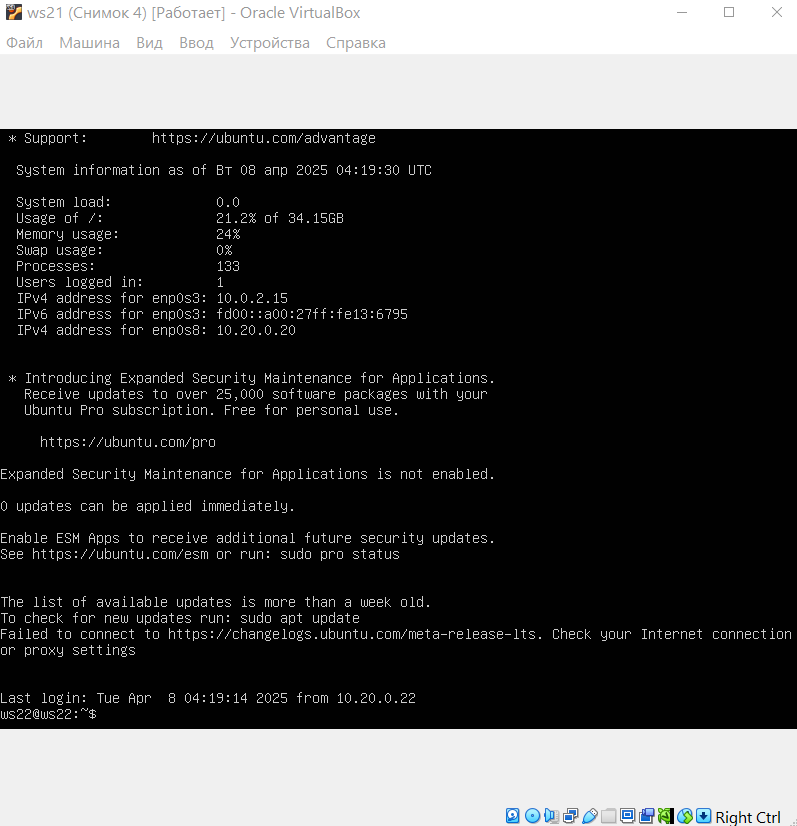 ws21 (Снимок 4) [Работает] - Oracle VirtualBox
Файл Машина Вид Ввод Устройства Справка
* Support: https://ubuntu.com/advantage
System information as of Вт 08 апр 2025 04:19:30 UTC
System load: 0.0
Usage of /: 21.2% of 34.15GB
Memory usage: 24%
Swap usage: 0%
Processes: 133
Users logged in: 1
IPv4 address for enp0s3: 10.0.2.15
IPv6 address for enp0s3: fd00::a00:27ff:fe13:6795
IPv4 address for enp0s8: 10.20.0.20
* Introducing Expanded Security Maintenance for Applications.
Receive updates to over 25,000 software packages with your
Ubuntu Pro subscription. Free for personal use.
https://ubuntu.com/pro
Expanded Security Maintenance for Applications is not enabled.
0 updates can be applied immediately.
Enable ESM Apps to receive additional future security updates.
See https://ubuntu.com/esm or run: sudo pro status
The list of available updates is more than a week old.
To check for new updates run: sudo apt update
Failed to connect to https://changelogs.ubuntu.com/meta-release-lts. Check your Internet connection
or proxy settings
Last login: Tue Apr  8 04:19:14 2025 from 10.20.0.22
ws22@ws22:~$
Right Ctrl